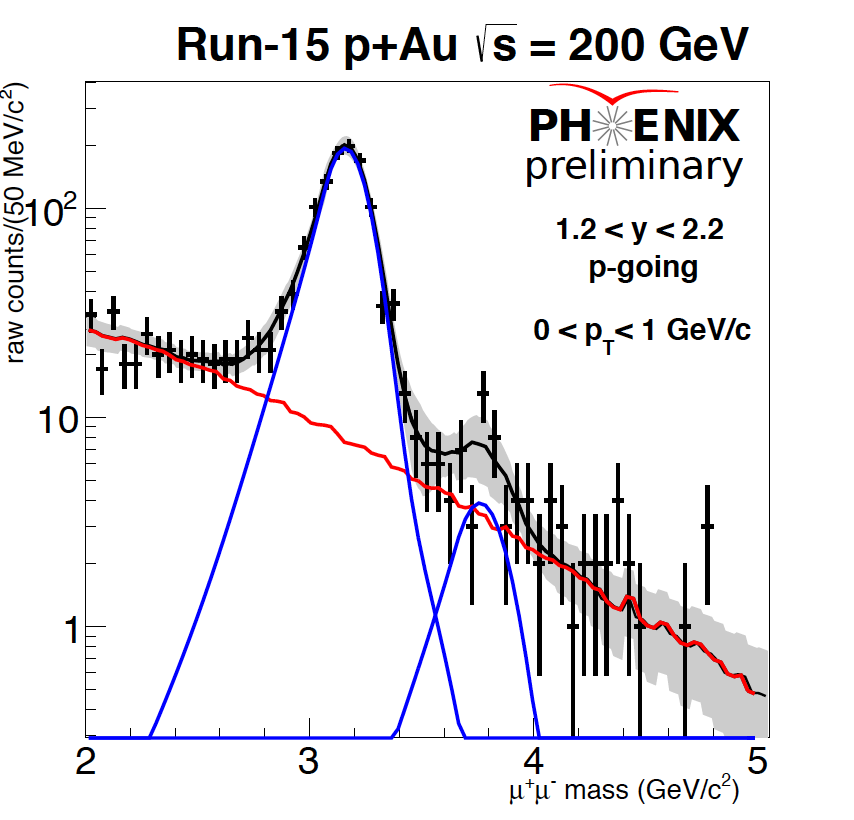 Run-15 p+Au √s = 200 GeV
PHENIX
preliminary
1.2 < y < 2.2
p-going
0 < pT < 1 GeV/c
raw counts/(50 MeV/c²)
10²
10
1
2 3 4 5
μ⁺μ⁻ mass (GeV/c²)